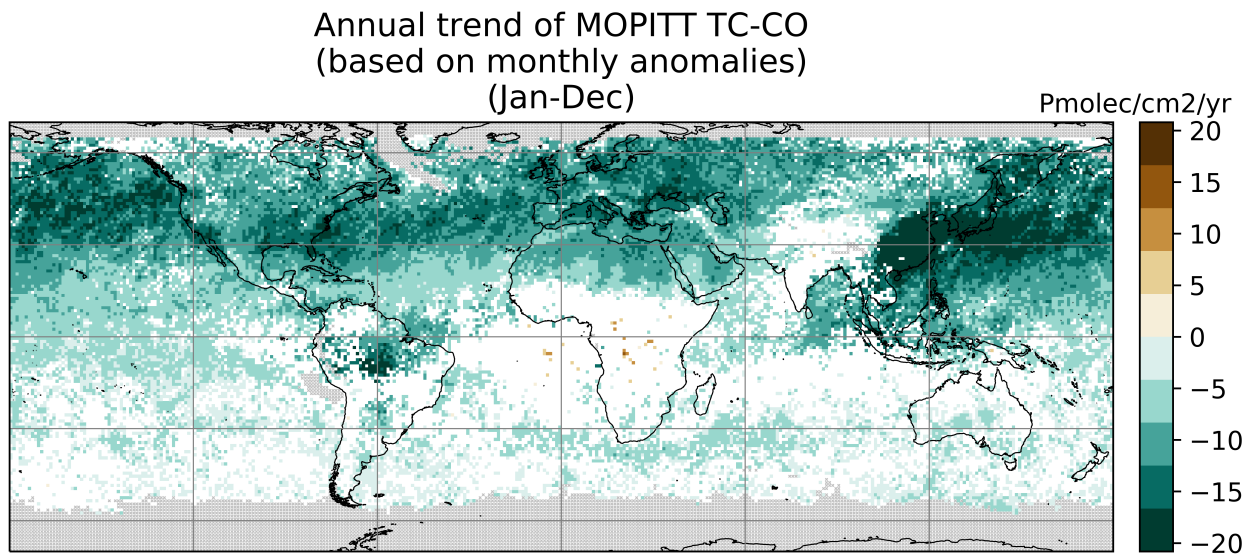 Annual trend of MOPITT TC-CO
(based on monthly anomalies)
(Jan-Dec)
Pmolec/cm2/yr
20
15
10
5
0
−5
−10
−15
−20